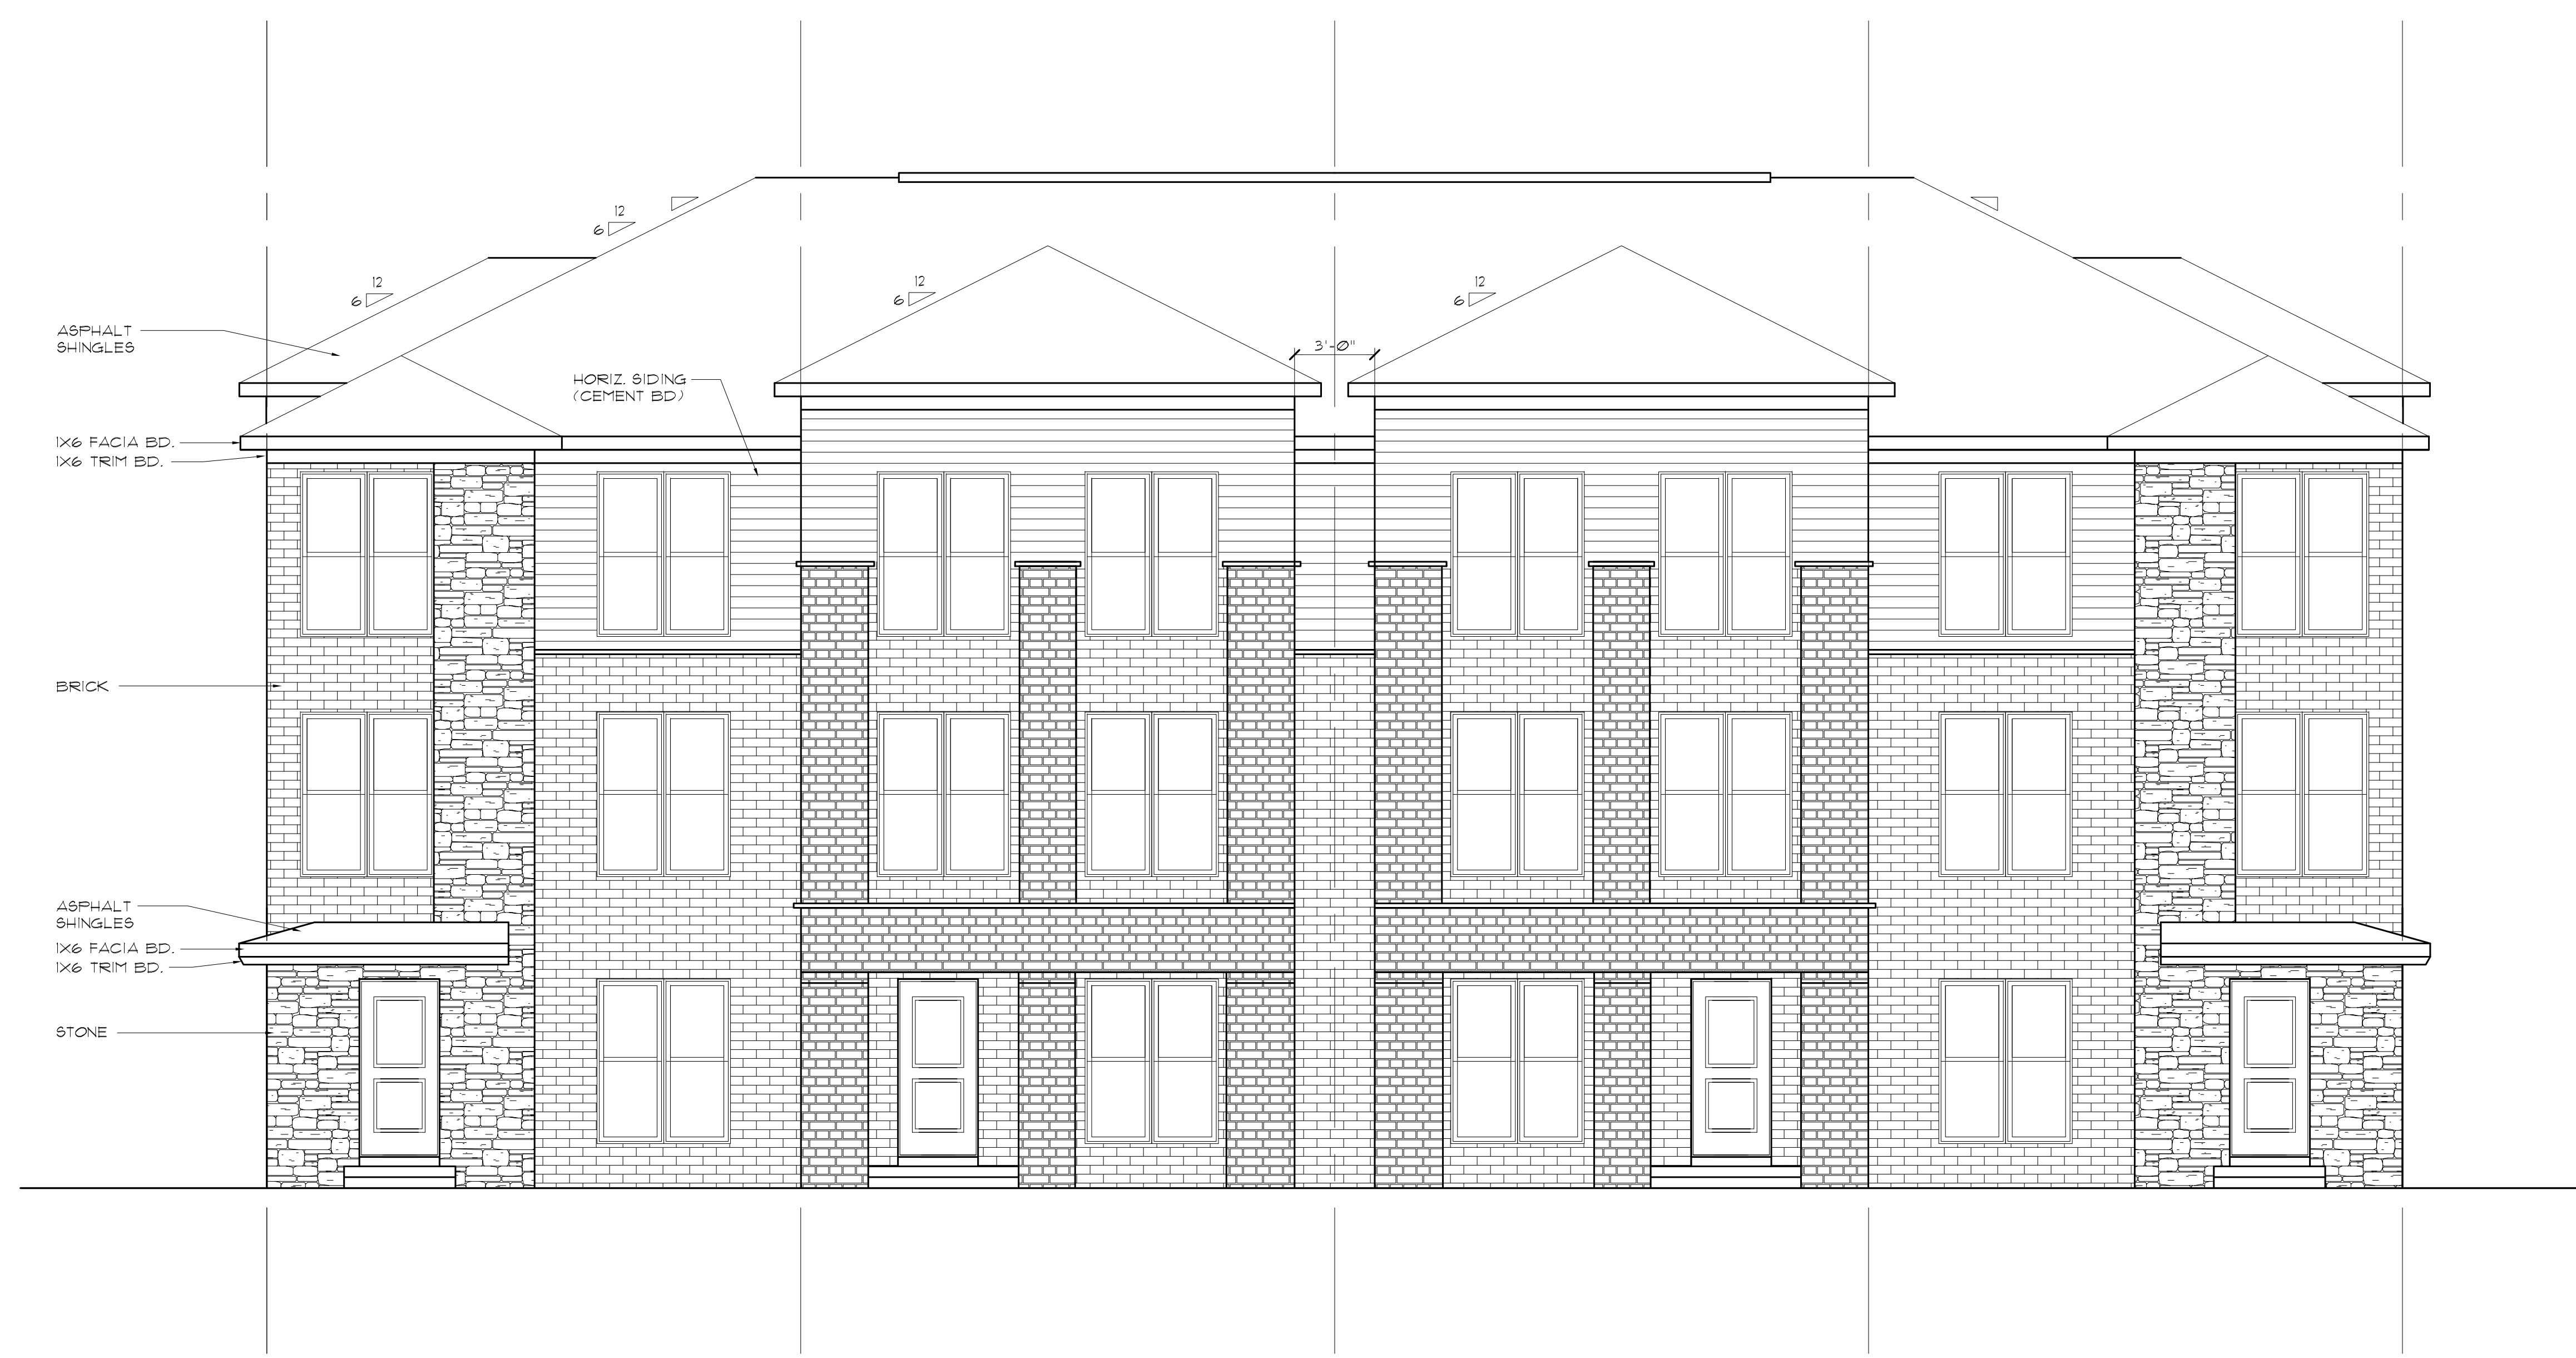 12
6
12
6
12
6
12
6
ASPHALT
SHINGLES
3'-0"
HORIZ. SIDING
(CEMENT BD)
1X6 FACIA BD.
1X6 TRIM BD.
BRICK
ASPHALT
SHINGLES
1X6 FACIA BD.
1X6 TRIM BD.
STONE